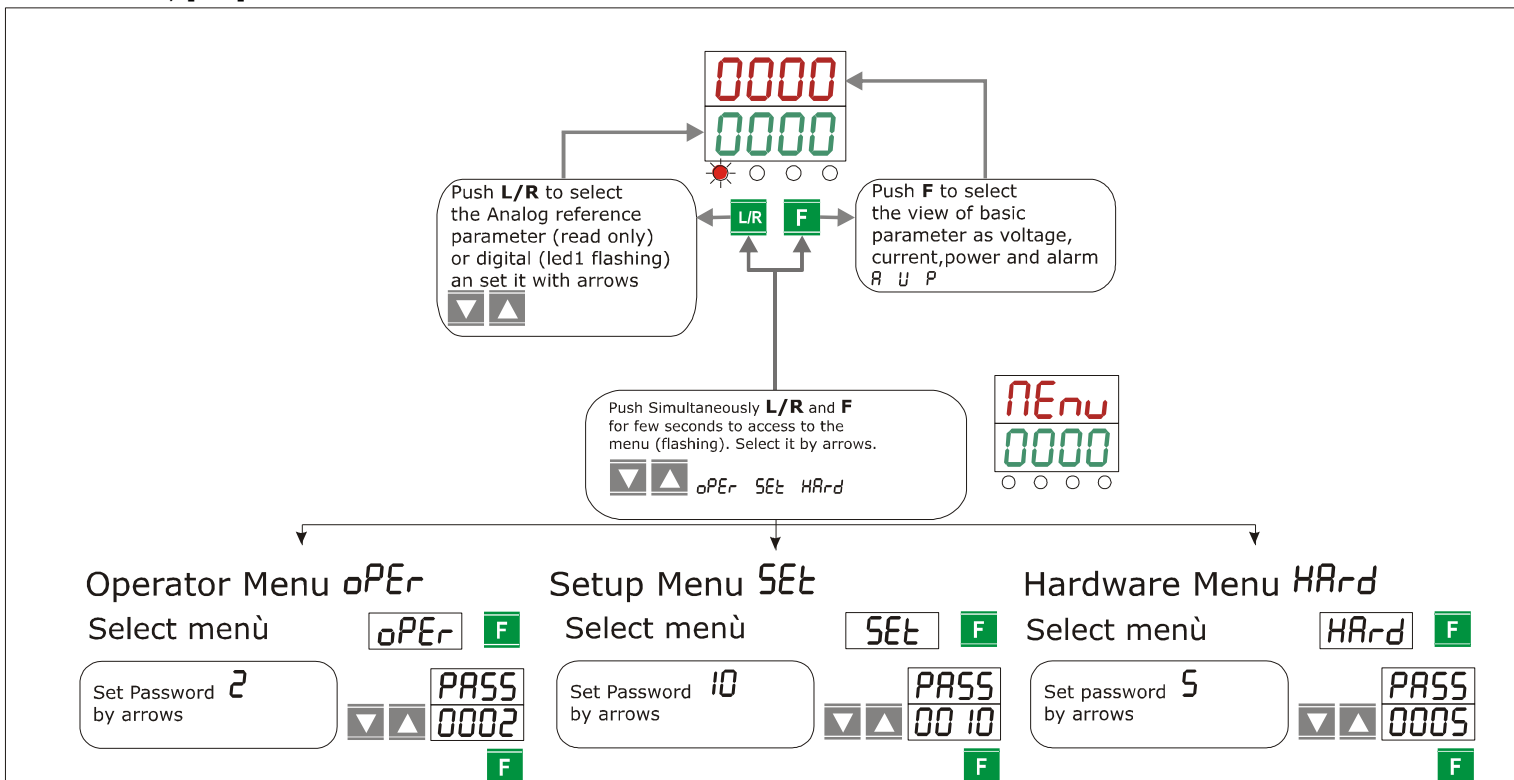 0000
0000
Push L/R to select
the Analog reference
parameter (read only)
or digital (led1 flashing)
an set it with arrows
L/R
F
Push F to select
the view of basic
parameter as voltage,
current,power and alarm
A U P
Push Simultaneously L/R and F
for few seconds to access to the
menu (flashing). Select it by arrows.
oPEr SEt HArd
MEnu
0000
Operator Menu oPEr
Select menù
oPEr
F
Set Password 2
by arrows
PASS
0002
F
Setup Menu SEt
Select menù
SEt
F
Set Password 10
by arrows
PASS
0010
F
Hardware Menu HArd
Select menù
HArd
F
Set password 5
by arrows
PASS
0005
F